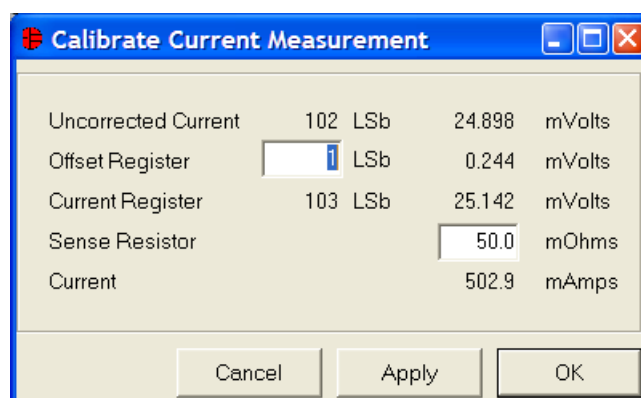 Calibrate Current Measurement
Uncorrected Current 102 LSb 24.898 mVolts
Offset Register 1 LSb 0.244 mVolts
Current Register 103 LSb 25.142 mVolts
Sense Resistor 50.0 mOhms
Current 502.9 mAmps
Cancel Apply OK